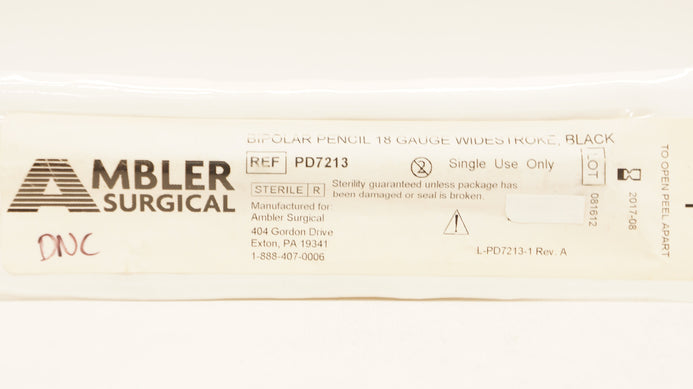 BIPOLAR PENCIL 18 GAUGE WIDESTROKE, BLACK
REF PD7213
Single Use Only
LOT
081612
2017-08
TO OPEN PEEL APART
AMBLER
SURGICAL
STERILE R
Sterility guaranteed unless package has
been damaged or seal is broken.
Manufactured for:
Ambler Surgical
404 Gordon Drive
Exton, PA 19341
1-888-407-0006
L-PD7213-1 Rev. A
DNC